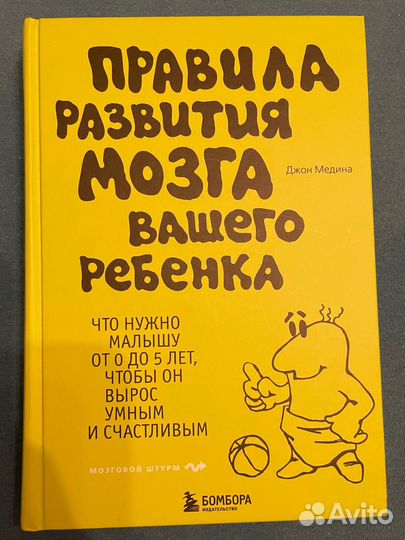 ПРАВИЛА
РАЗВИТИЯ
МОЗГА
Джон Медина
ВАШЕГО
РЕБЕНКА
ЧТО НУЖНО
МАЛЫШУ
ОТ 0 ДО 5 ЛЕТ,
ЧТОБЫ ОН
ВЫРОС
УМНЫМ
И СЧАСТЛИВЫМ
МОЗГОВОЙ ШТУРМ
БОМБОРА
ИЗДАТЕЛЬСТВО
Avito